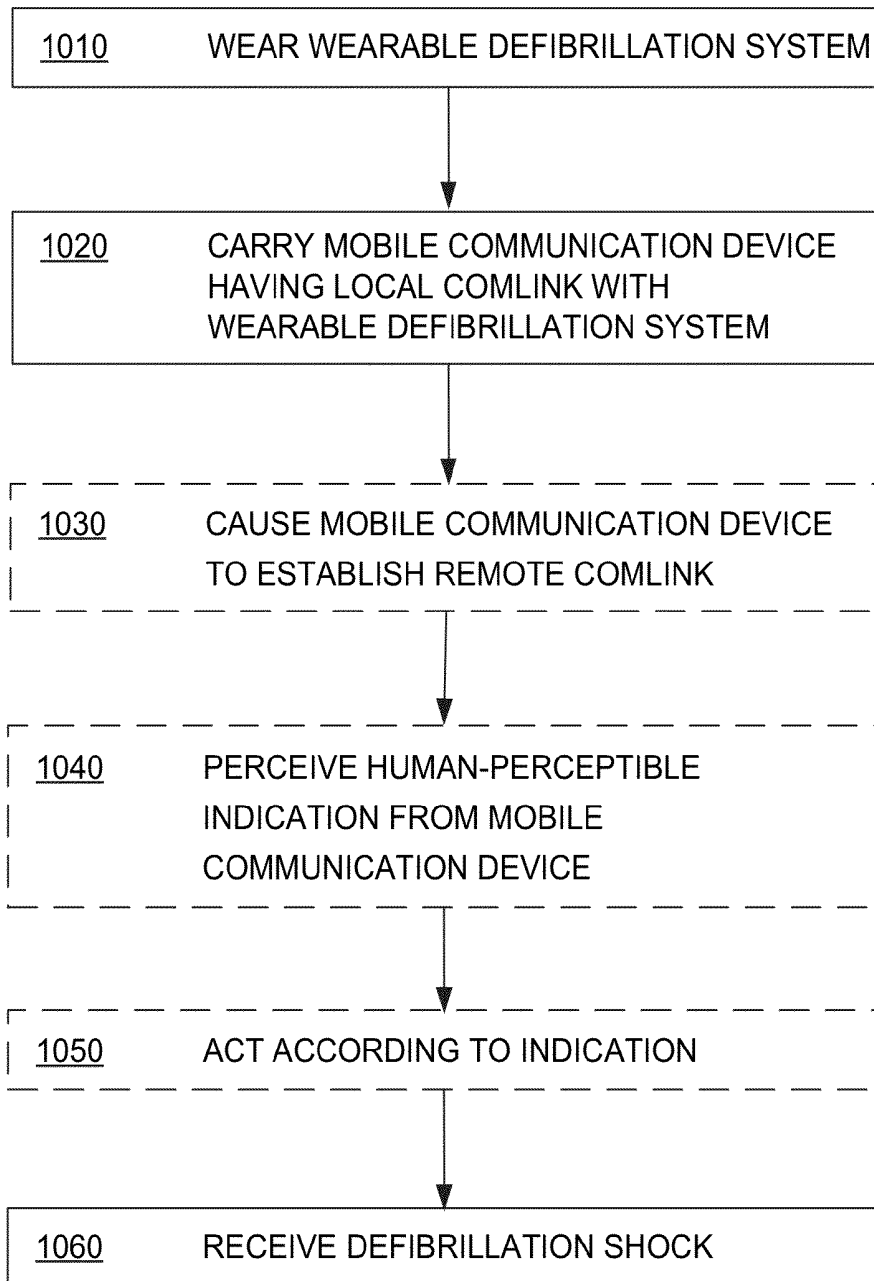 1010 WEAR WEARABLE DEFIBRILLATION SYSTEM
1020 CARRY MOBILE COMMUNICATION DEVICE
HAVING LOCAL COMLINK WITH
WEARABLE DEFIBRILLATION SYSTEM
1030 CAUSE MOBILE COMMUNICATION DEVICE
TO ESTABLISH REMOTE COMLINK
1040 PERCEIVE HUMAN-PERCEPTIBLE
INDICATION FROM MOBILE
COMMUNICATION DEVICE
1050 ACT ACCORDING TO INDICATION
1060 RECEIVE DEFIBRILLATION SHOCK